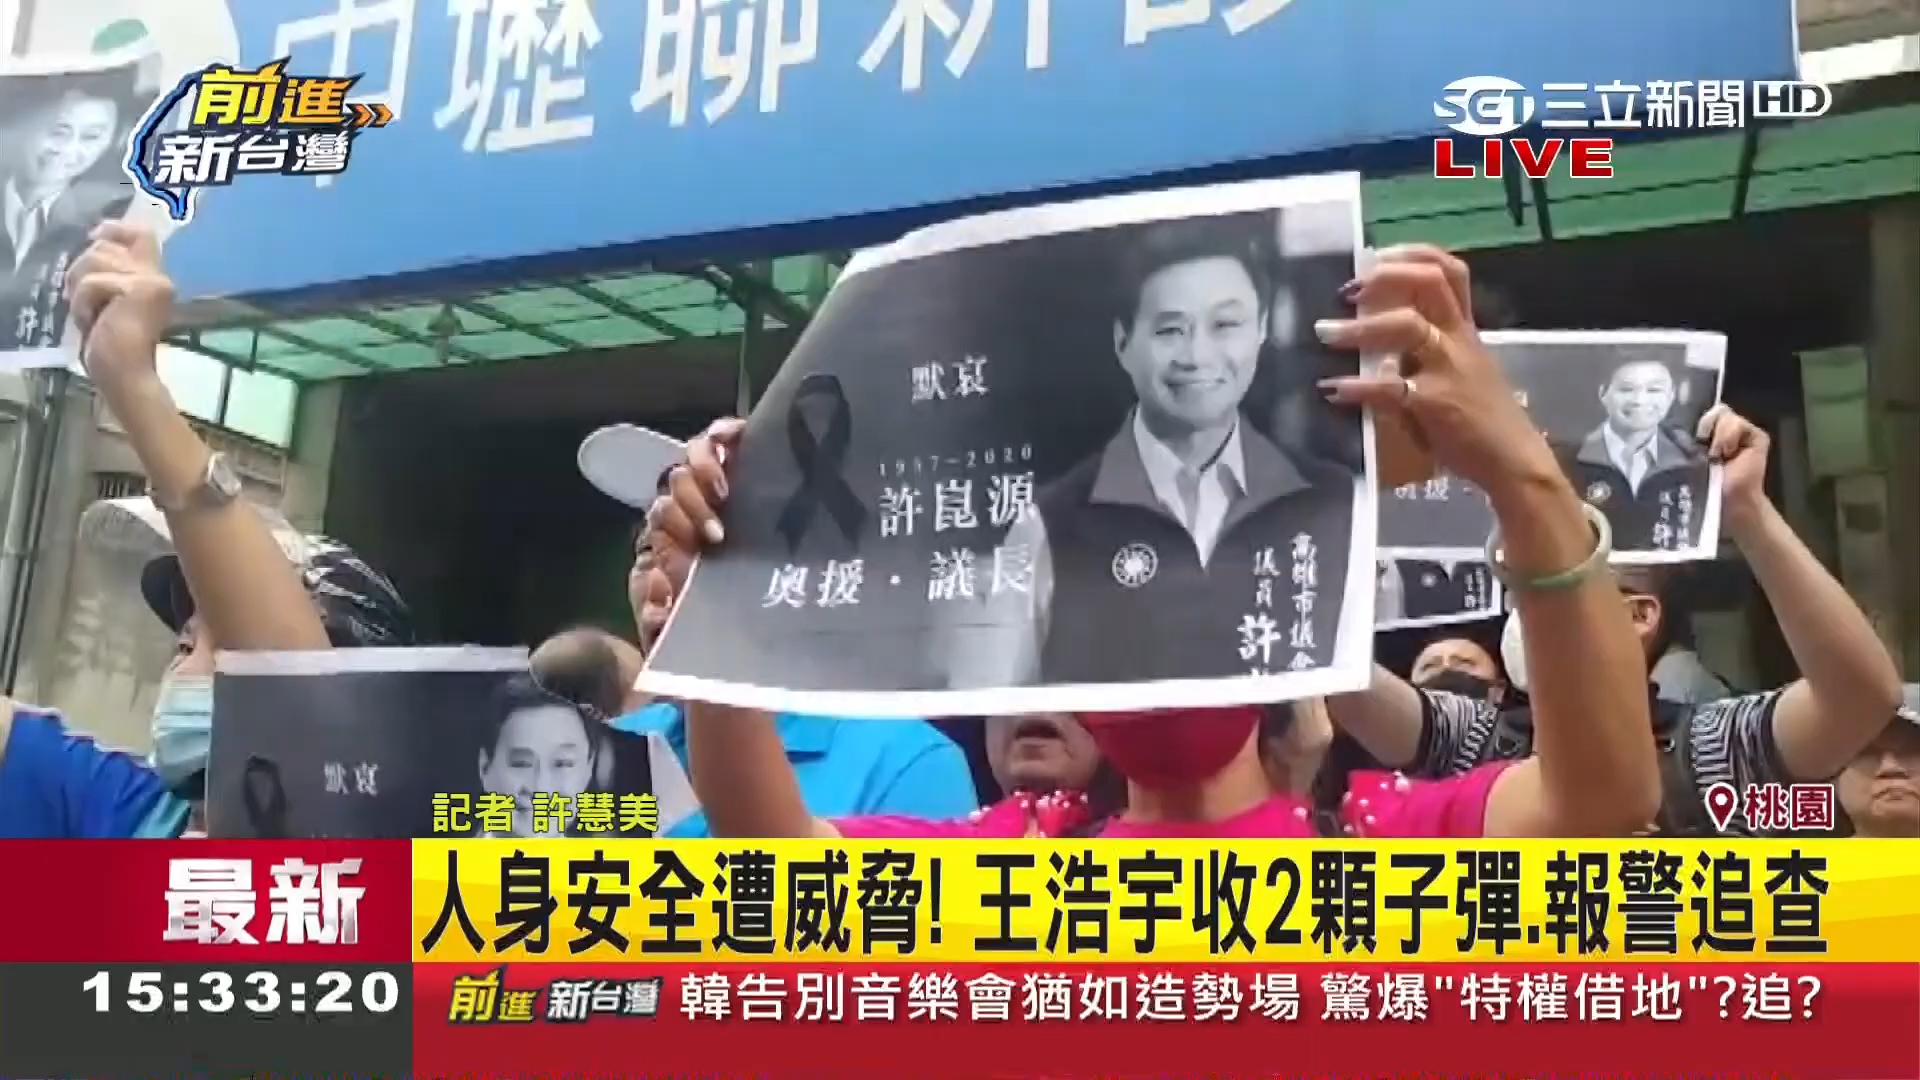 中壢聯新
前進
新台灣
SET三立新聞HD
LIVE
默哀
1957-2020
許崑源
奧援·議長
高雄市議會
議員 許
默哀
記者 許慧美
桃園
最新
人身安全遭威脅! 王浩宇收2顆子彈.報警追查
15:33:20
前進新台灣 韓告別音樂會猶如造勢場 驚爆"特權借地"?追?